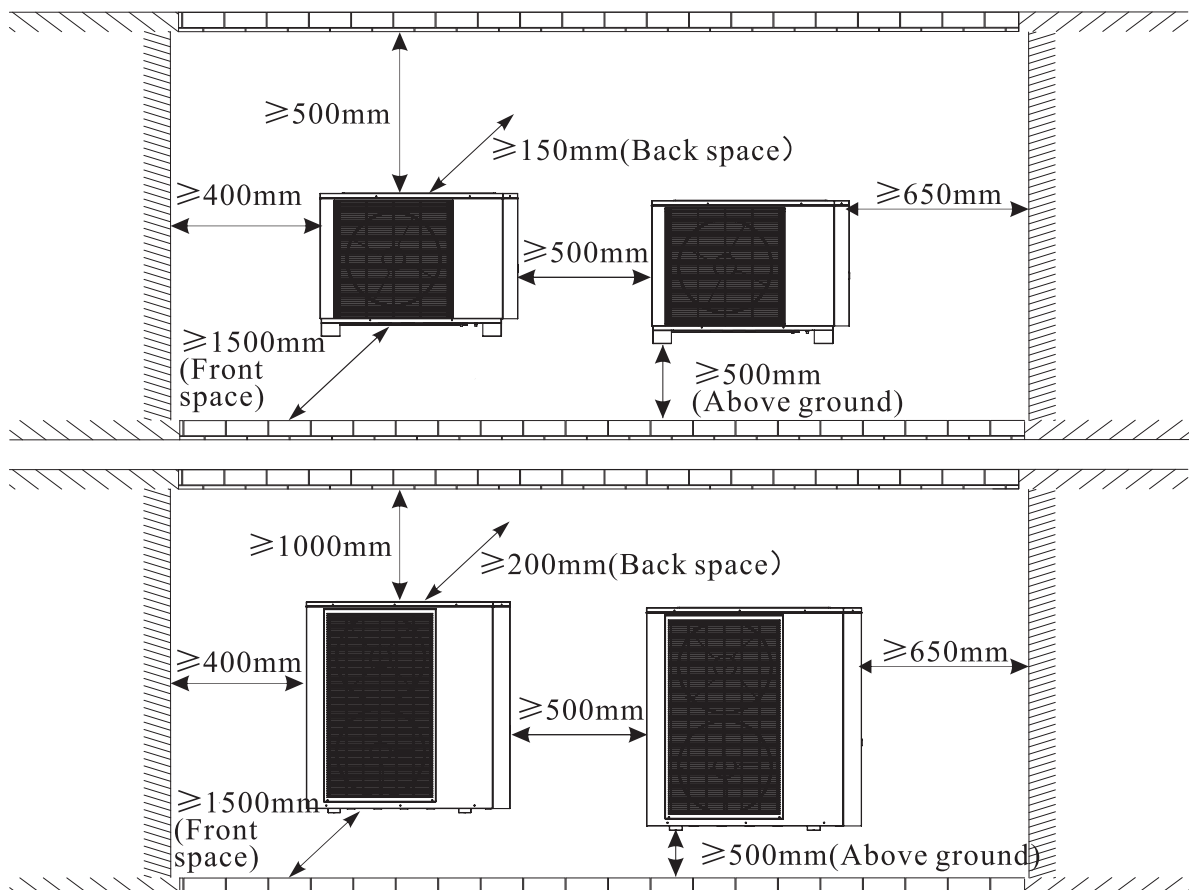 ≥500mm
≥150mm(Back space）
≥400mm
≥650mm
≥500mm
≥1500mm
(Front
space)
≥500mm
(Above ground)
≥1000mm
≥200mm(Back space）
≥400mm
≥650mm
≥500mm
≥1500mm
(Front
space)
≥500mm(Above ground)